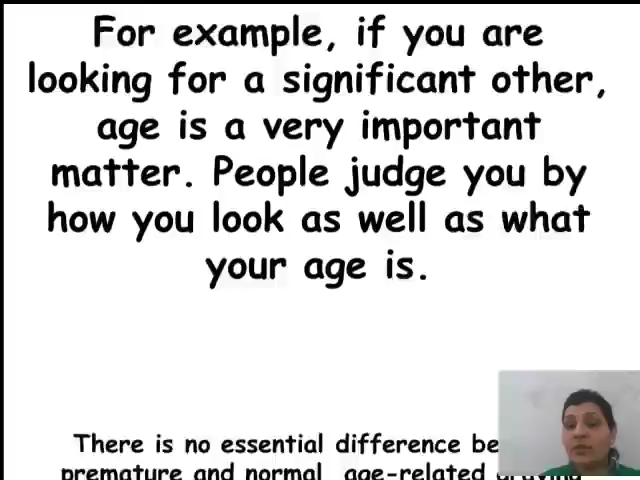 For example, if you are
looking for a significant other,
age is a very important
matter. People judge you by
how you look as well as what
your age is.
There is no essential difference be
premature and normal age-related graying